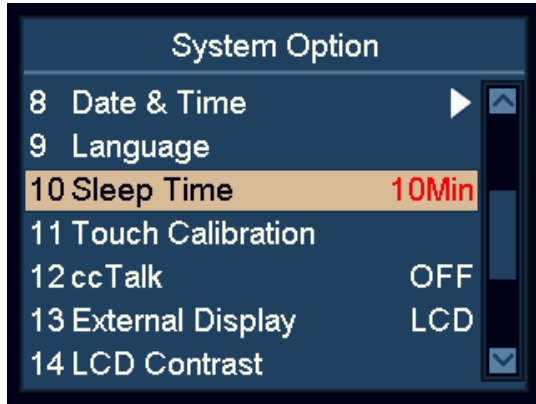 System Option
8 Date & Time
9 Language
10 Sleep Time 10Min
11 Touch Calibration
12 ccTalk OFF
13 External Display LCD
14 LCD Contrast